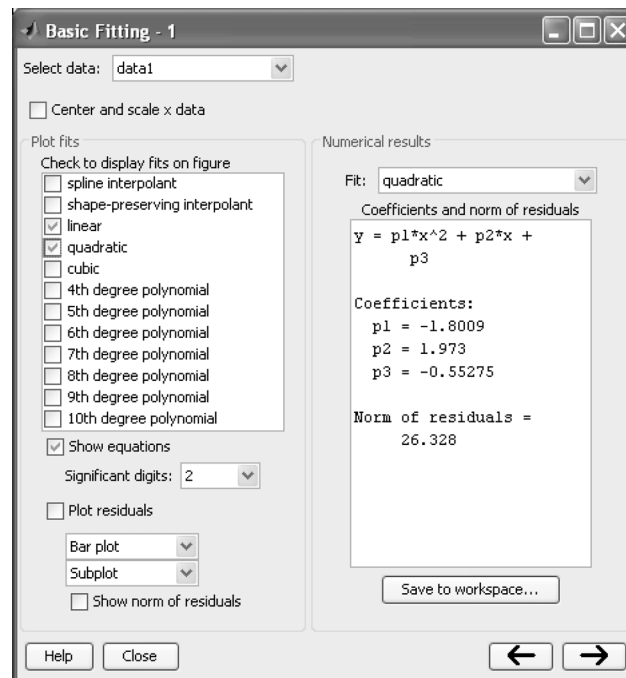 Basic Fitting - 1
Select data: data1
Center and scale x data
Plot fits
Check to display fits on figure
spline interpolant
shape-preserving interpolant
linear
quadratic
cubic
4th degree polynomial
5th degree polynomial
6th degree polynomial
7th degree polynomial
8th degree polynomial
9th degree polynomial
10th degree polynomial
Show equations
Significant digits: 2
Plot residuals
Bar plot
Subplot
Show norm of residuals
Numerical results
Fit: quadratic
Coefficients and norm of residuals
y = p1*x^2 + p2*x +
p3
Coefficients:
p1 = -1.8009
p2 = 1.973
p3 = -0.55275
Norm of residuals =
26.328
Save to workspace...
Help
Close